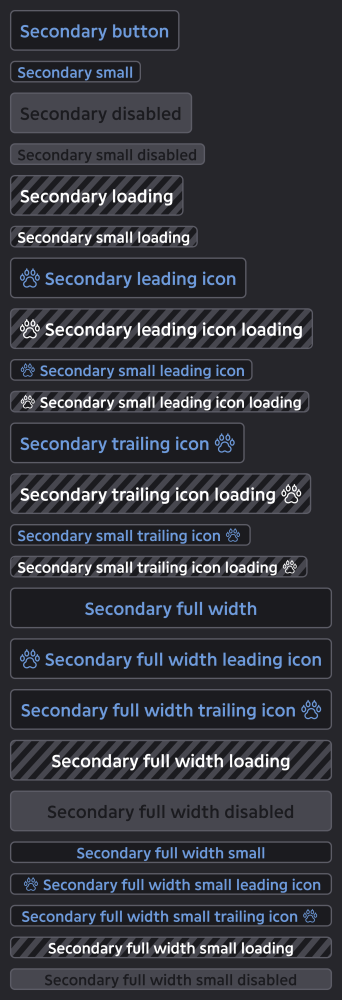 Secondary button
Secondary small
Secondary disabled
Secondary small disabled
Secondary loading
Secondary small loading
Secondary leading icon
Secondary leading icon loading
Secondary small leading icon
Secondary small leading icon loading
Secondary trailing icon
Secondary trailing icon loading
Secondary small trailing icon
Secondary small trailing icon loading
Secondary full width
Secondary full width leading icon
Secondary full width trailing icon
Secondary full width loading
Secondary full width disabled
Secondary full width small
Secondary full width small leading icon
Secondary full width small trailing icon
Secondary full width small loading
Secondary full width small disabled